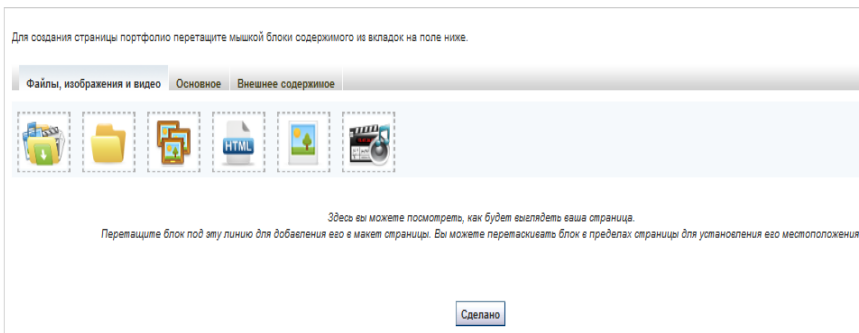 Для создания страницы портфолио перетащите мышкой блоки содержимого из вкладок на поле ниже.
Файлы, изображения и видео Основное Внешнее содержимое
HTML
Здесь вы можете посмотреть, как будет выглядеть ваша страница.
Перетащите блок под эту линию для добавления его в макет страницы. Вы можете перетаскивать блок в пределах страницы для установления его местоположения
Сделано